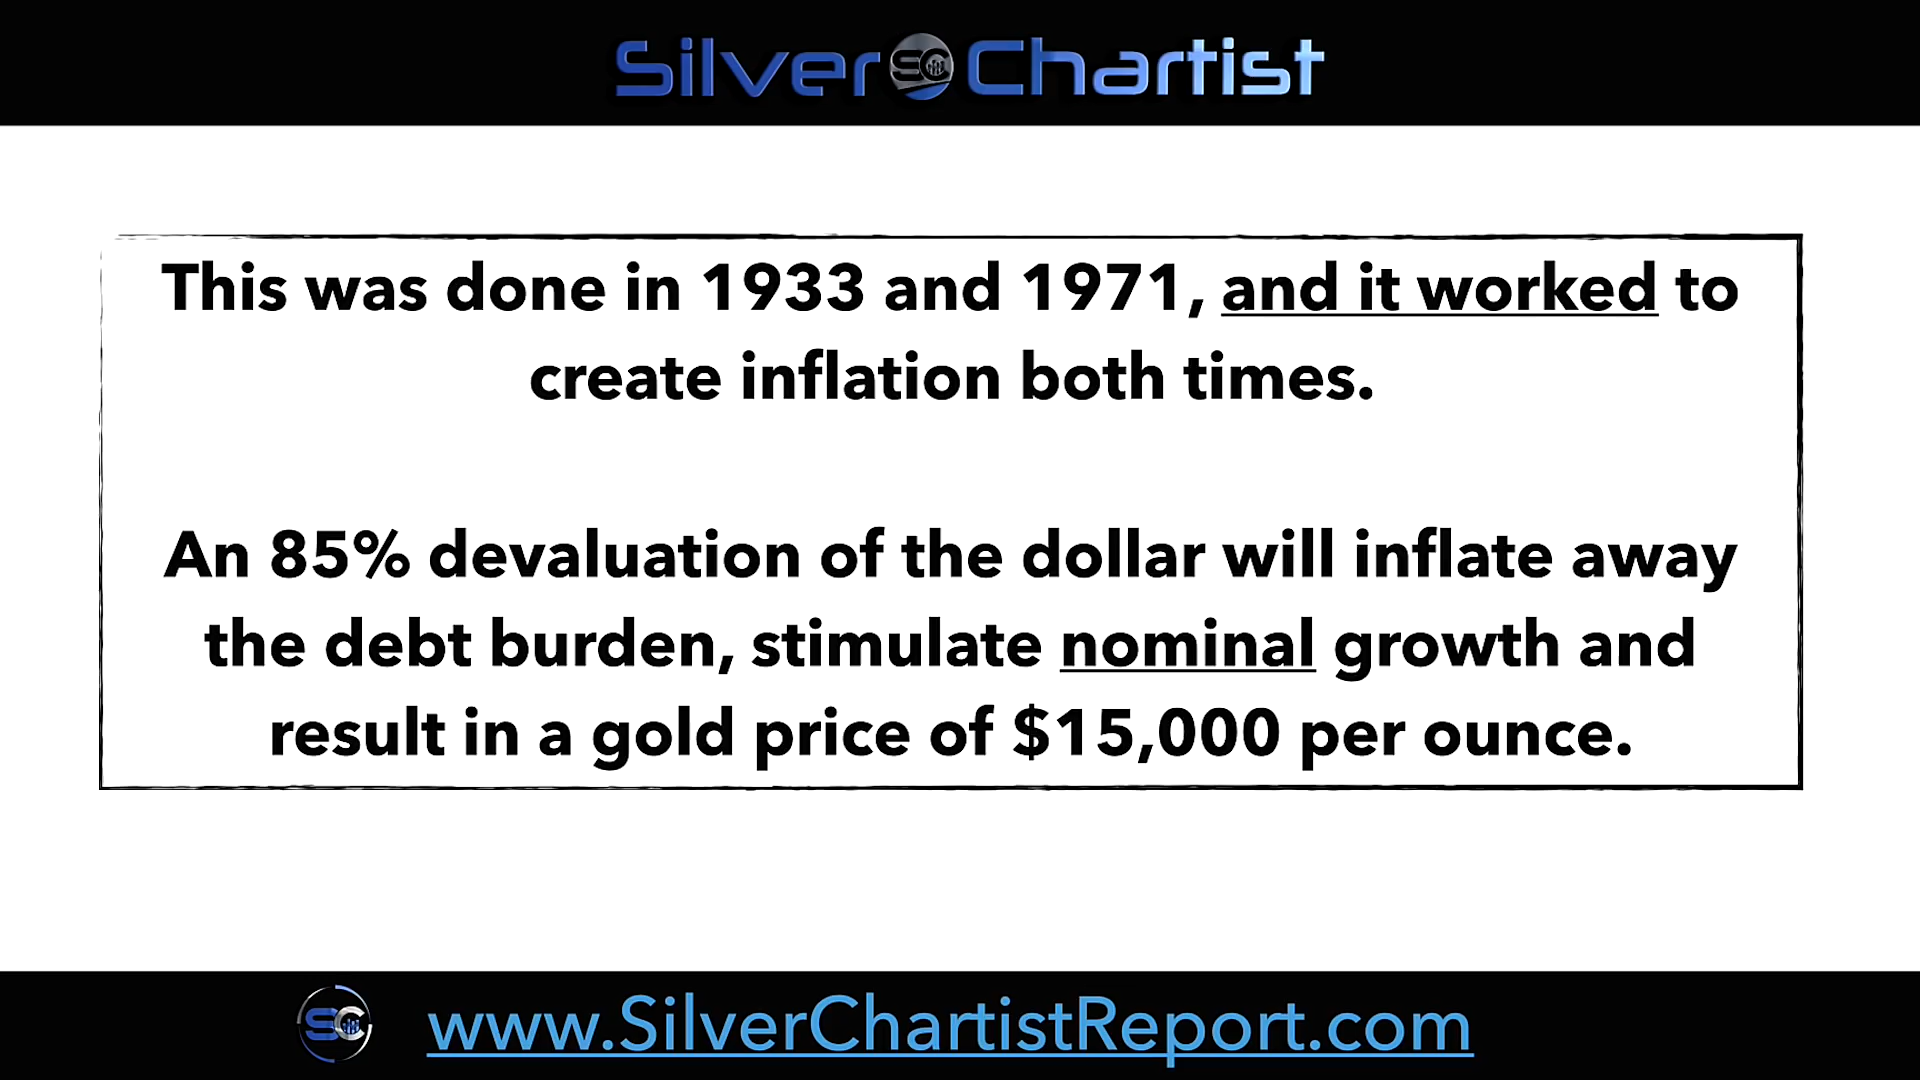 Silver SC Chartist
This was done in 1933 and 1971, and it worked to
create inflation both times.
An 85% devaluation of the dollar will inflate away
the debt burden, stimulate nominal growth and
result in a gold price of $15,000 per ounce.
SC www.SilverChartistReport.com